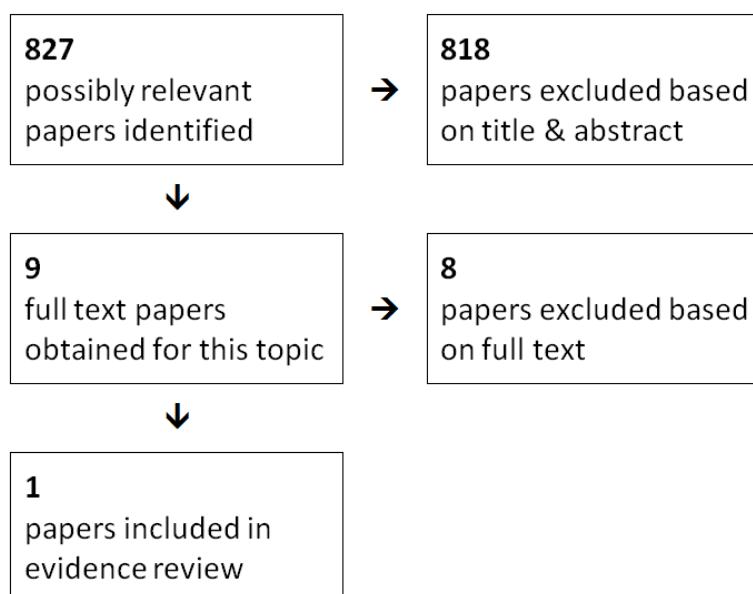 827
possibly relevant
papers identified
818
papers excluded based
on title & abstract
9
full text papers
obtained for this topic
8
papers excluded based
on full text
1
papers included in
evidence review